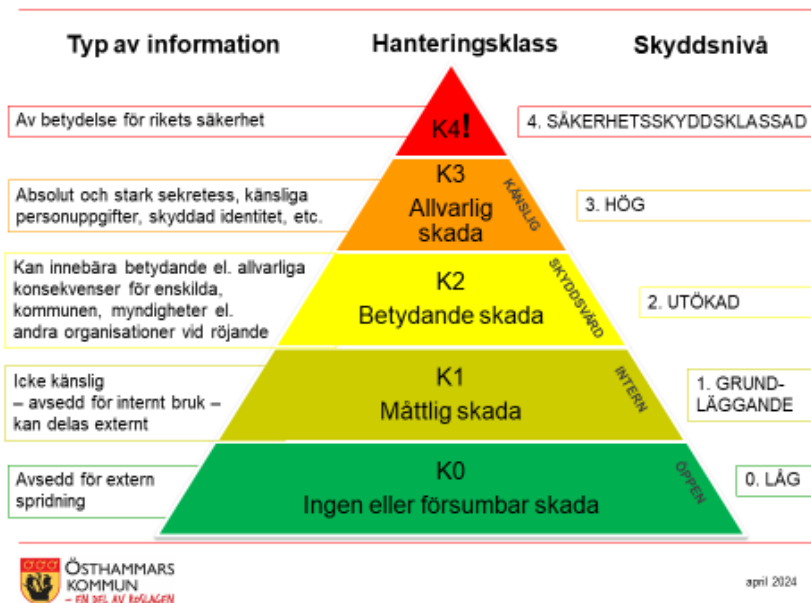 Typ av information
Hanteringsklass
Skyddsnivå
Av betydelse för rikets säkerhet
K4!
4. SÄKERHETSSKYDDSKLASSAD
Absolut och stark sekretess, känsliga
personuppgifter, skyddad identitet, etc.
K3
Allvarlig
skada
KÄNSLIG
3. HÖG
Kan innebära betydande el. allvarliga
konsekvenser för enskilda,
kommunen, myndigheter el.
andra organisationer vid röjande
K2
Betydande skada
SKYDDSVÄRD
2. UTÖKAD
Icke känslig
– avsedd för internt bruk –
kan delas externt
K1
Måttlig skada
INTERN
1. GRUND-
LÄGGANDE
Avsedd för extern
spridning
K0
Ingen eller försumbar skada
ÖPPEN
0. LÅG
ÖSTHAMMARS
KOMMUN
– EN DEL AV ROSLAGEN
april 2024